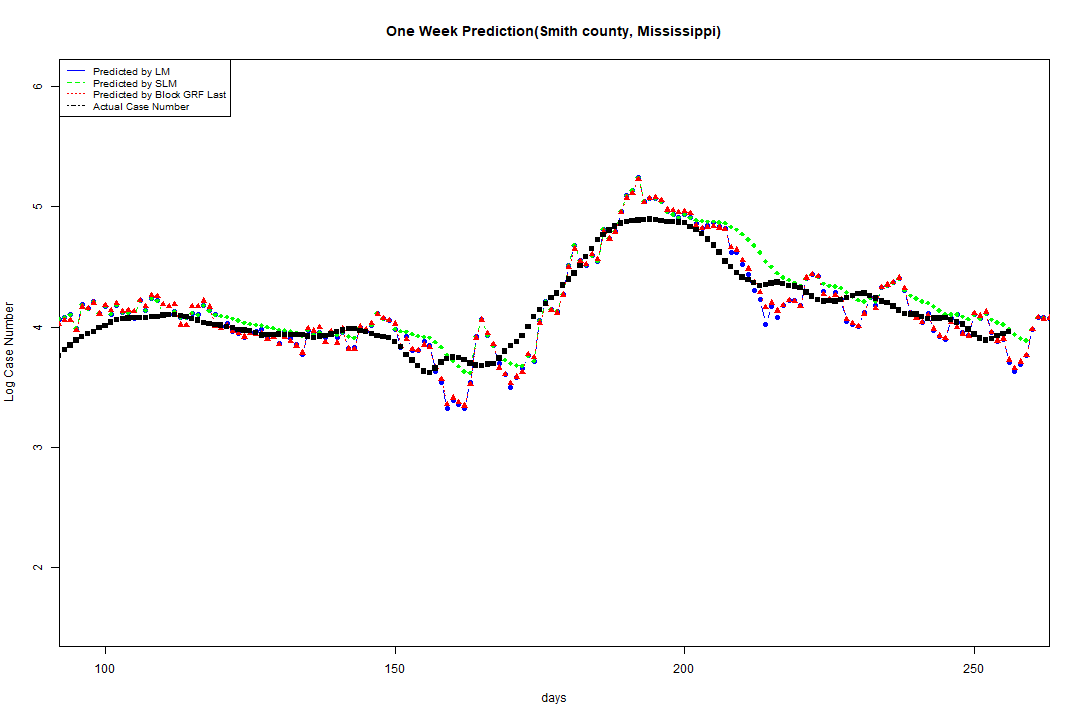 One Week Prediction(Smith county, Mississippi)
Predicted by LM
Predicted by SLM
Predicted by Block GRF Last
Actual Case Number
6
5
4
3
2
Log Case Number
100 150 200 250
days